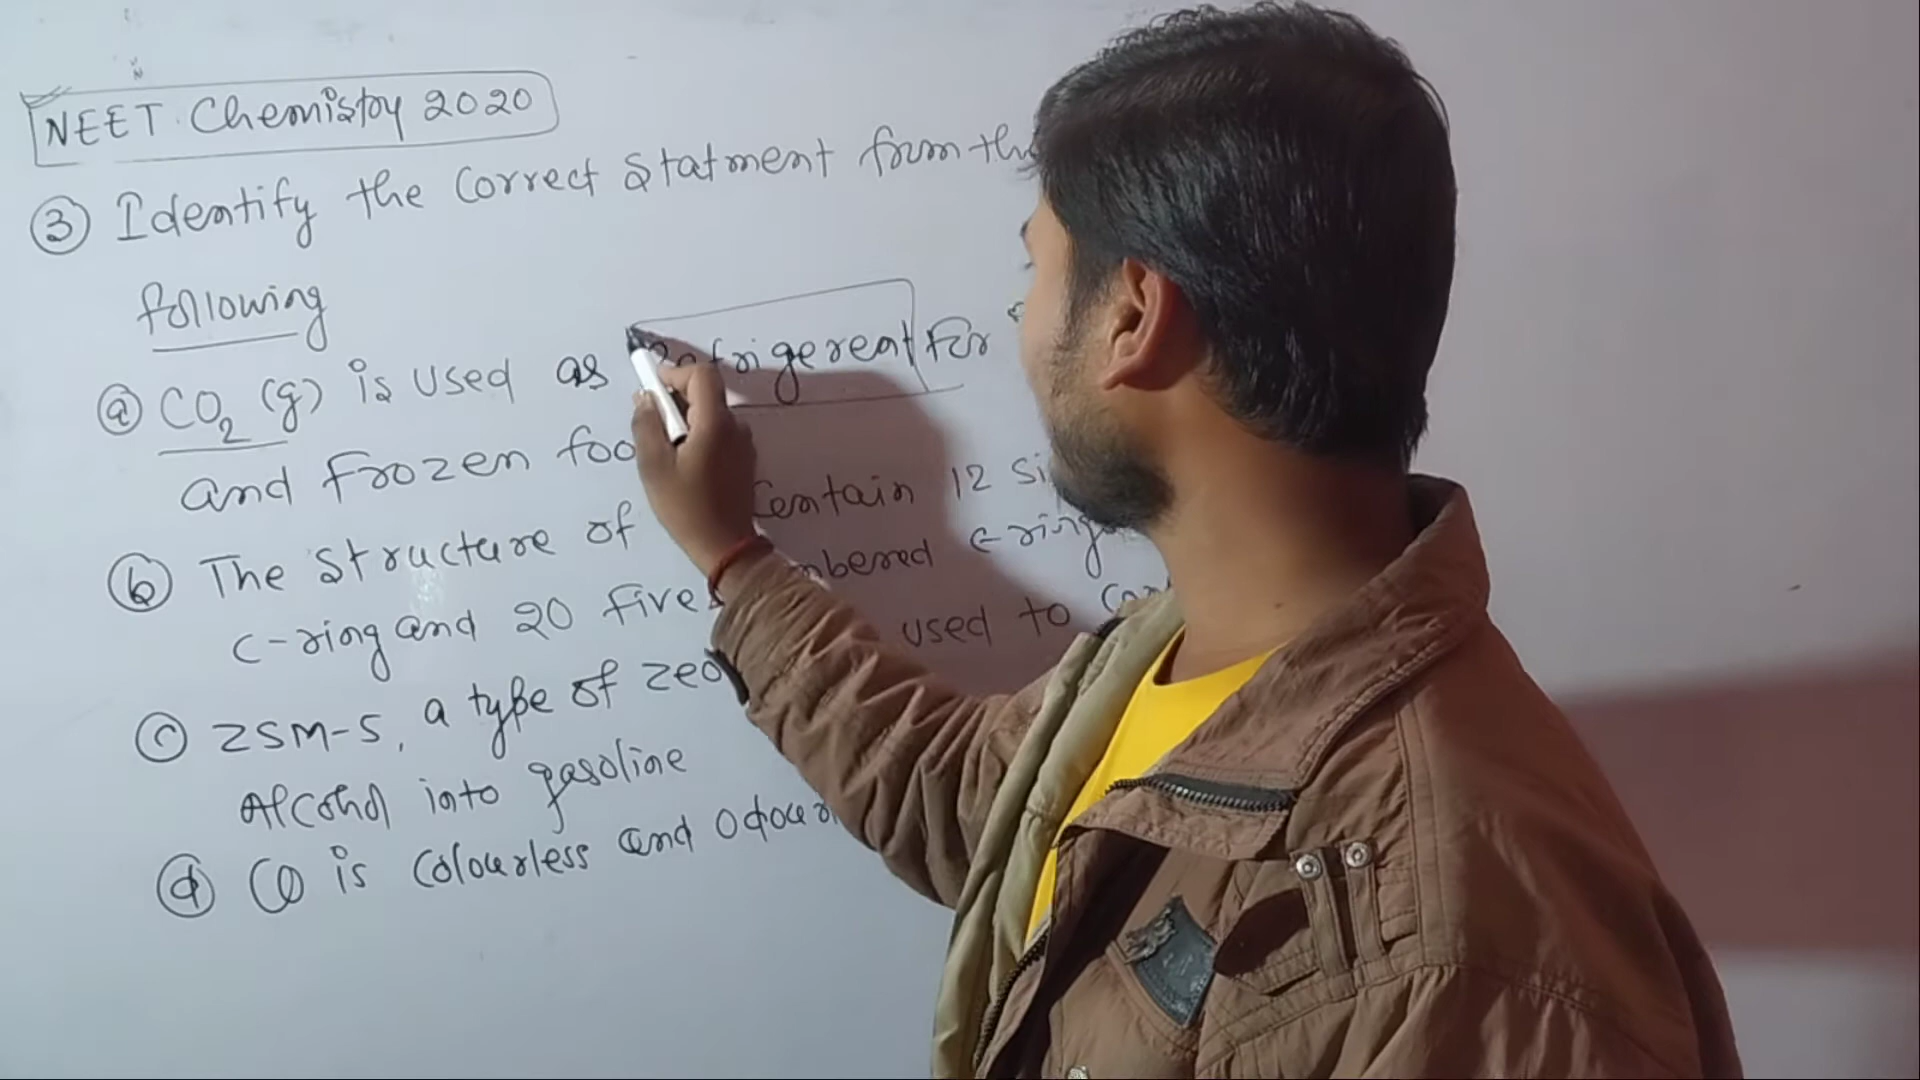 NEET Chemistry 2020
③ Identify the correct Statment from the
following
ⓐ CO₂ (g) is used as Refrigerent for
and frozen foo
ⓑ The structure of Contain 12 Si
C-ring and 20 five mbered C-ring
ⓒ ZSM-5, a type of zeo used to Con
Alcohol into gasoline
ⓓ CO is Colourless and Odour